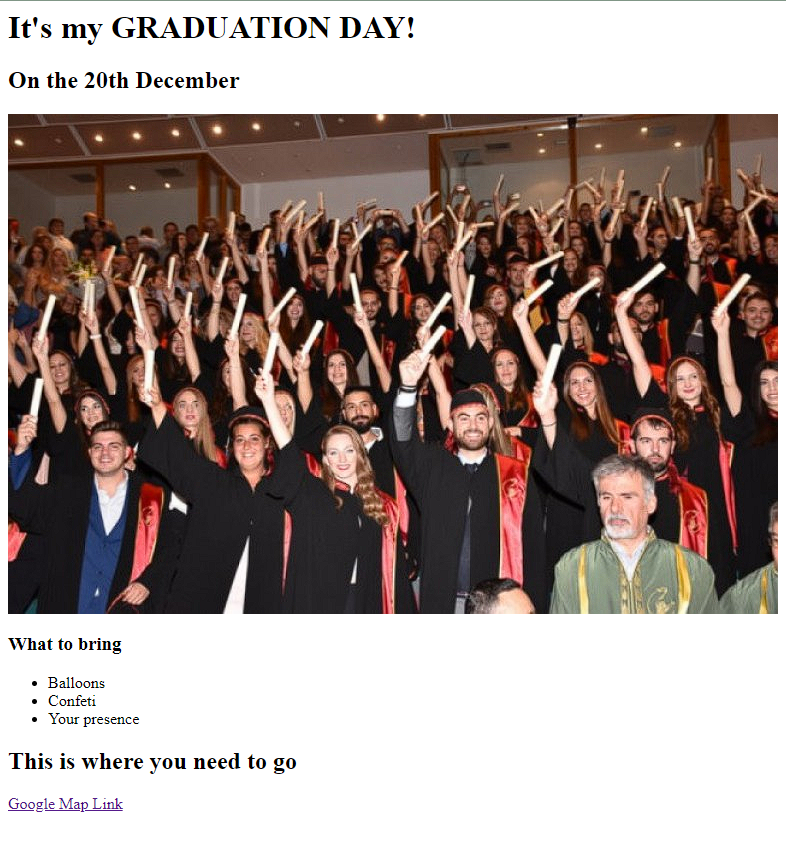 It's my GRADUATION DAY!
On the 20th December
What to bring
Balloons
Confeti
Your presence
This is where you need to go
Google Map Link